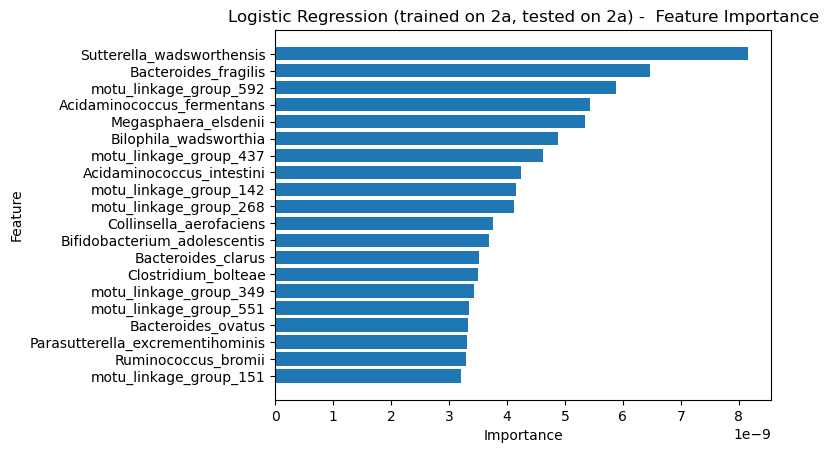 Logistic Regression (trained on 2a, tested on 2a) -  Feature Importance
Feature
Sutterella_wadsworthensis
Bacteroides_fragilis
motu_linkage_group_592
Acidaminococcus_fermentans
Megasphaera_elsdenii
Bilophila_wadsworthia
motu_linkage_group_437
Acidaminococcus_intestini
motu_linkage_group_142
motu_linkage_group_268
Collinsella_aerofaciens
Bifidobacterium_adolescentis
Bacteroides_clarus
Clostridium_bolteae
motu_linkage_group_349
motu_linkage_group_551
Bacteroides_ovatus
Parasutterella_excrementihominis
Ruminococcus_bromii
motu_linkage_group_151
0 1 2 3 4 5 6 7 8
1e−9
Importance